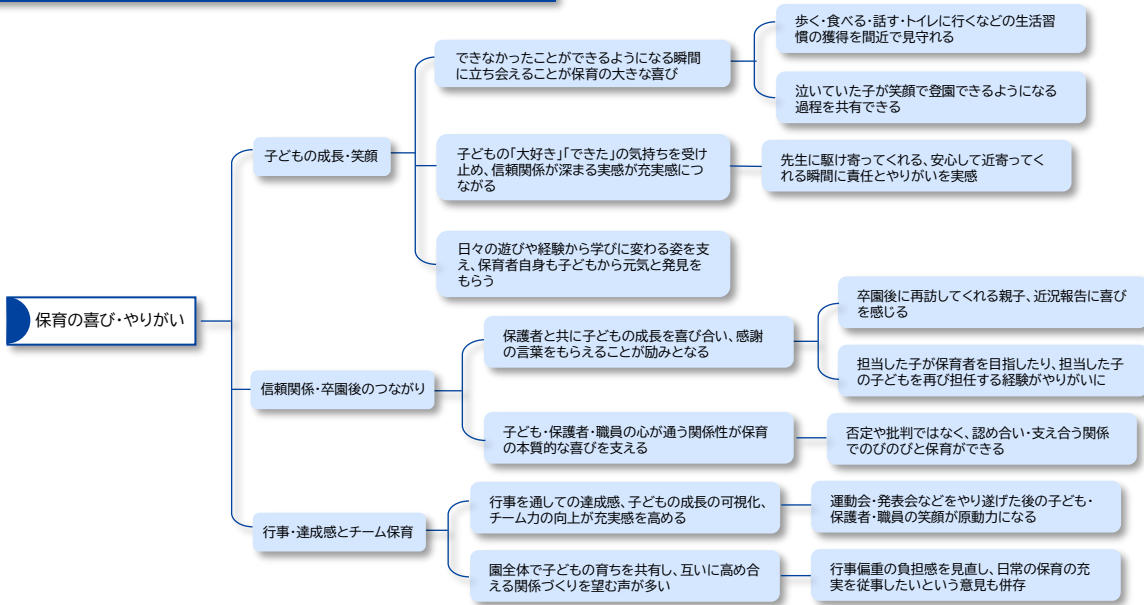 保育の喜び・やりがい
子どもの成長・笑顔
できなかったことができるようになる瞬間
に立ち会えることが保育の大きな喜び
歩く・食べる・話す・トイレに行くなどの生活習
慣の獲得を間近で見守れる
泣いていた子が笑顔で登園できるようになる
過程を共有できる
子どもの「大好き」「できた」の気持ちを受け
止め、信頼関係が深まる実感が充実感につ
ながる
先生に駆け寄ってくれる、安心して近寄ってく
れる瞬間に責任とやりがいを実感
日々の遊びや経験から学びに変わる姿を支
え、保育者自身も子どもから元気と発見を
もらう
信頼関係・卒園後のつながり
保護者と共に子どもの成長を喜び合い、感謝
の言葉をもらえることが励みとなる
卒園後に再訪してくれる親子、近況報告に喜び
を感じる
担当した子が保育者を目指したり、担当した子
の子どもを再び担任する経験がやりがいに
子ども・保護者・職員の心が通う関係性が保育
の本質的な喜びを支える
否定や批判ではなく、認め合い・支え合う関係
でのびのびと保育ができる
行事・達成感とチーム保育
行事を通しての達成感、子どもの成長の可視化、
チーム力の向上が充実感を高める
運動会・発表会などをやり遂げた後の子ども・
保護者・職員の笑顔が原動力になる
園全体で子どもの育ちを共有し、互いに高め合
える関係づくりを望む声が多い
行事偏重の負担感を見直し、日常の保育の充
実を従事したいという意見も併存